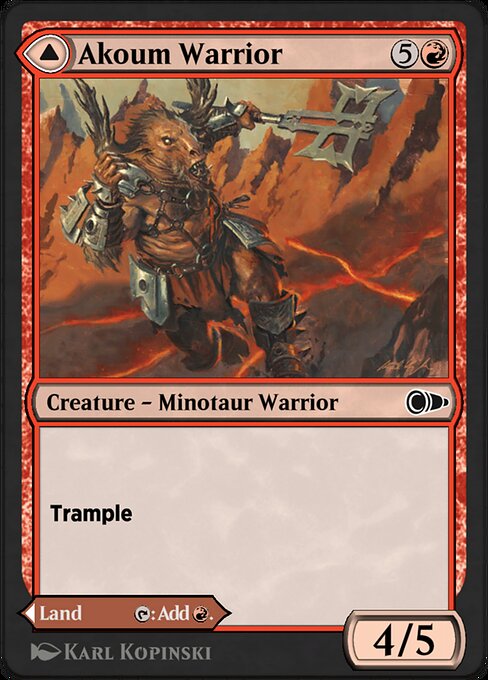 Akoum Warrior 5
Creature – Minotaur Warrior
Trample
Land : Add .
4/5
Karl Kopinski